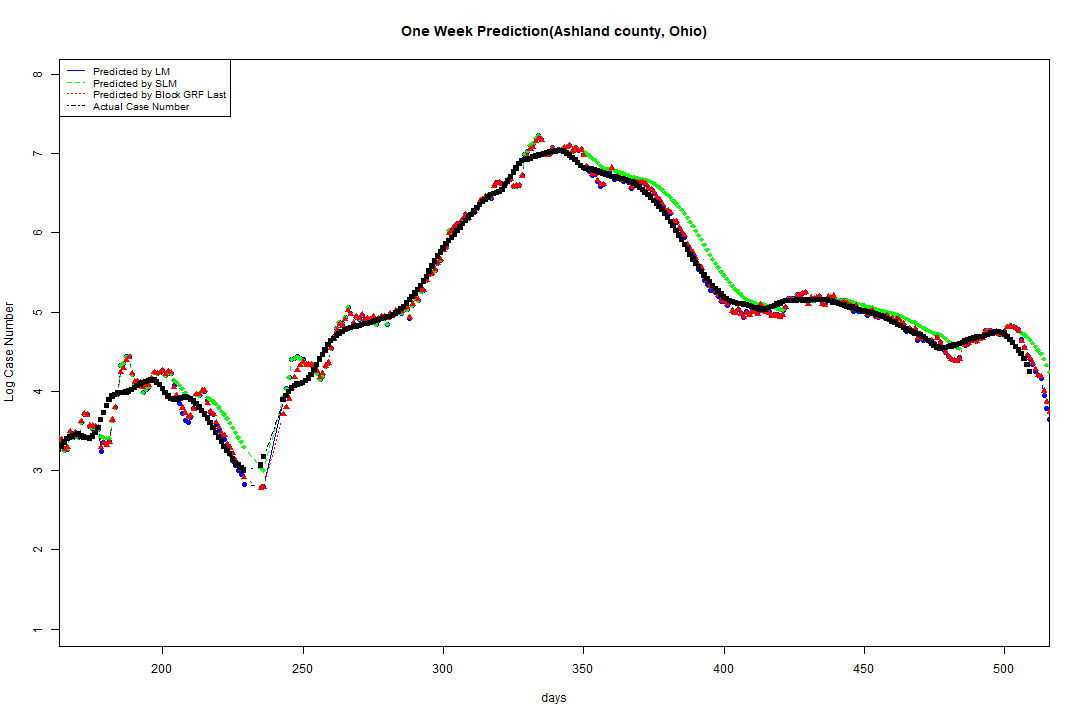 One Week Prediction(Ashland county, Ohio)
Predicted by LM
Predicted by SLM
Predicted by Block GRF Last
Actual Case Number
Log Case Number
8
7
6
5
4
3
2
1
200 250 300 350 400 450 500
days